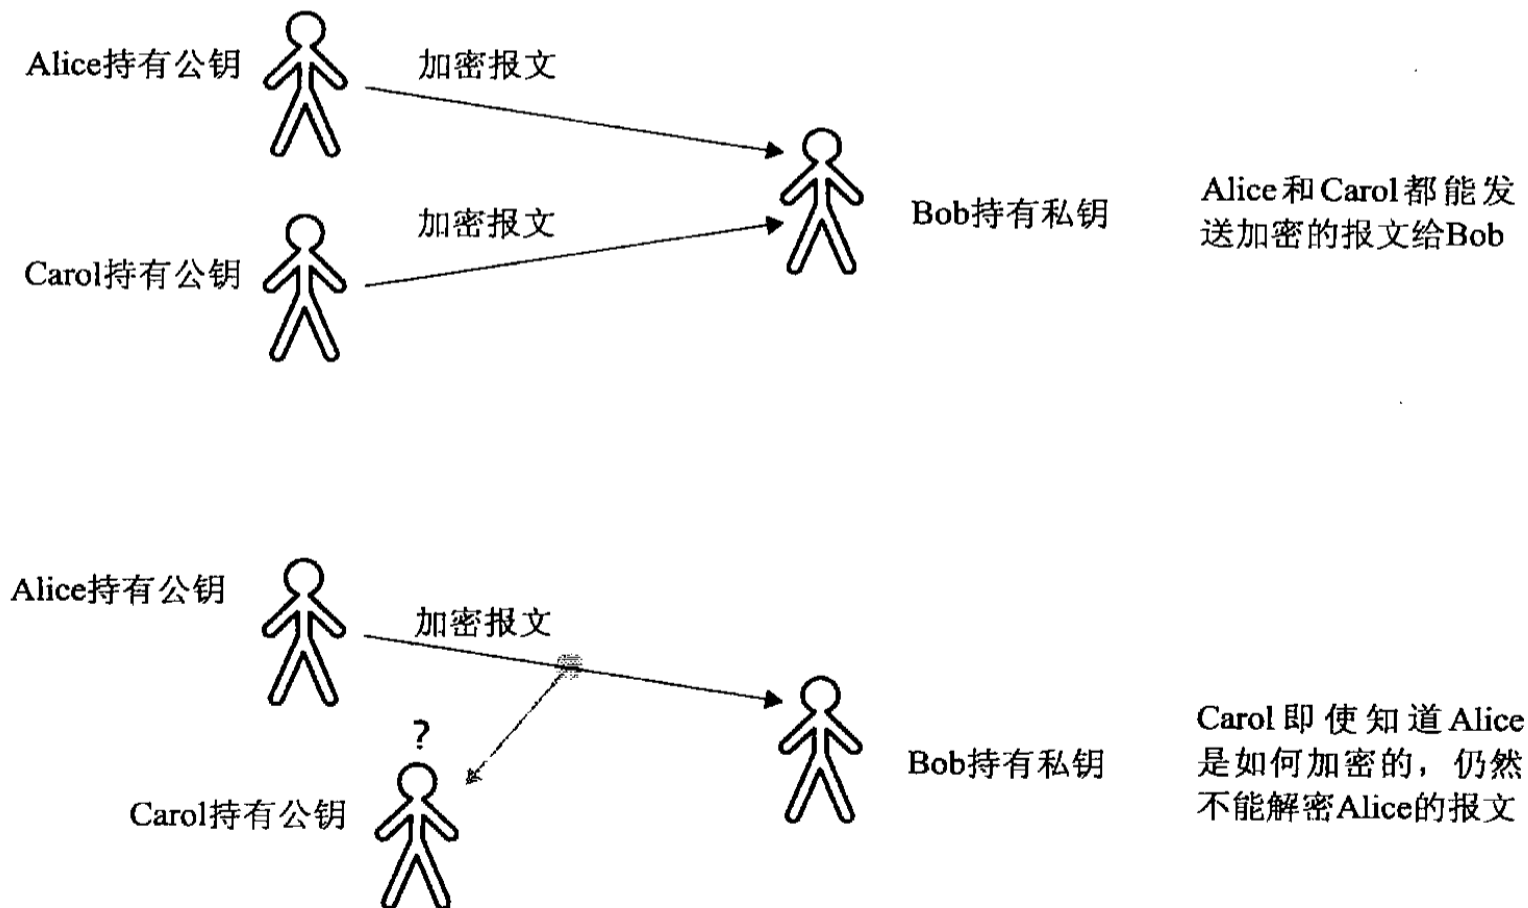 Alice持有公钥
加密报文
加密报文
Carol持有公钥
Bob持有私钥
Alice和Carol都能发
送加密的报文给Bob
Alice持有公钥
加密报文
?
Carol持有公钥
Bob持有私钥
Carol即使知道Alice
是如何加密的，仍然
不能解密Alice的报文